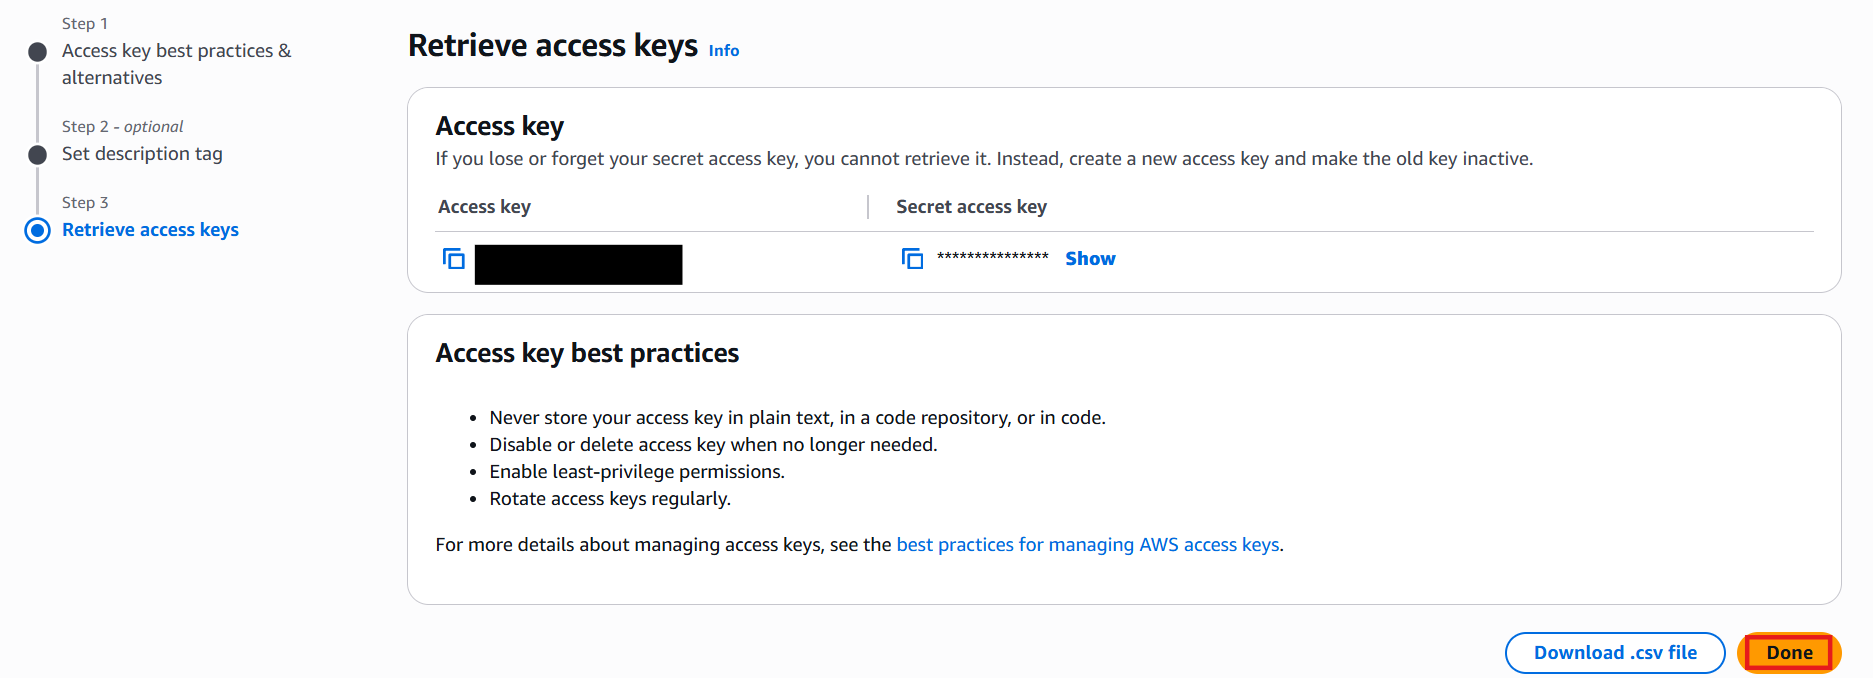 Step 1
Access key best practices &
alternatives
Step 2 - optional
Set description tag
Step 3
Retrieve access keys
Retrieve access keys Info
Access key
If you lose or forget your secret access key, you cannot retrieve it. Instead, create a new access key and make the old key inactive.
Access key
Secret access key
*************** Show
Access key best practices
• Never store your access key in plain text, in a code repository, or in code.
• Disable or delete access key when no longer needed.
• Enable least-privilege permissions.
• Rotate access keys regularly.
For more details about managing access keys, see the best practices for managing AWS access keys.
Download .csv file
Done